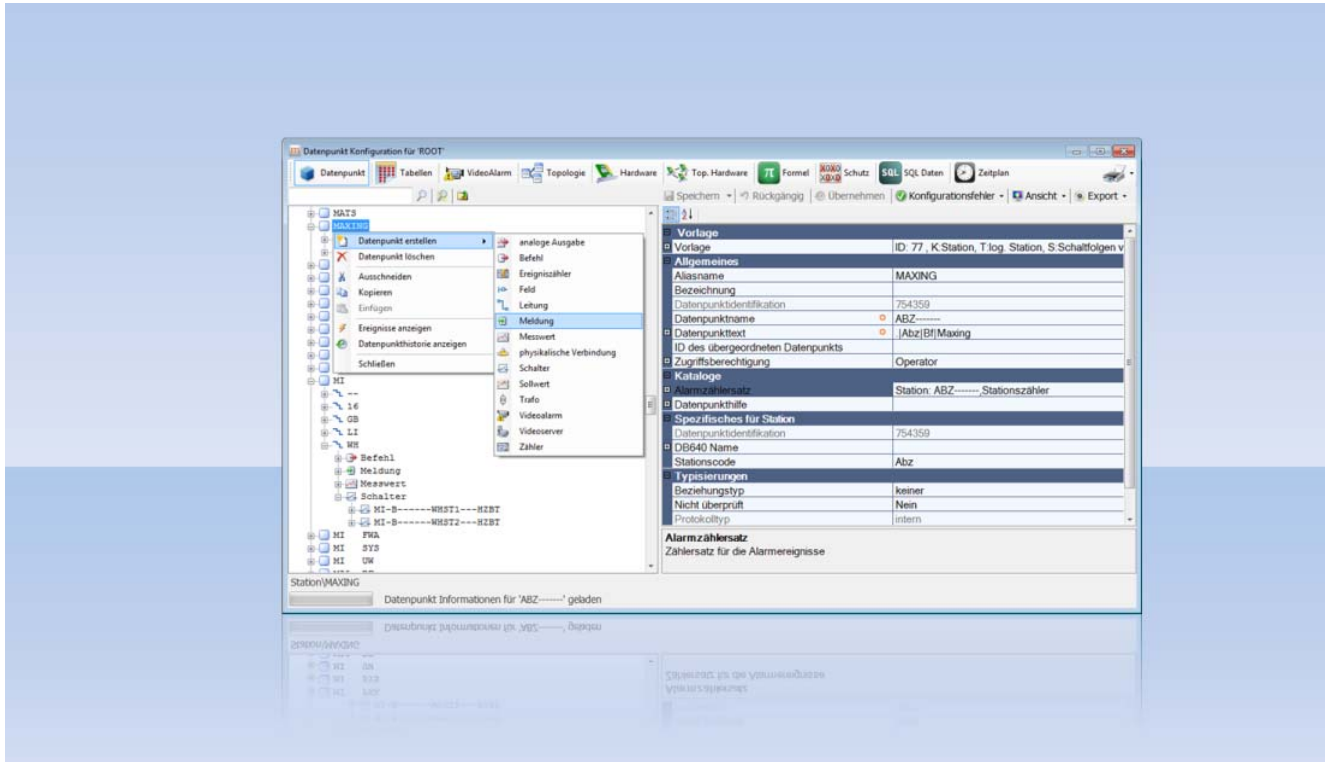 Datenpunkt Konfiguration für 'ROOT'
Datenpunkt Tabellen VideoAlarm Topologie Hardware Top. Hardware Formel Schutz SQL SQL Daten Zeitplan
Speichern Rückgängig Übernehmen Konfigurationsfehler Ansicht Export
MATS
MAXING
Datenpunkt erstellen
Datenpunkt löschen
Ausschneiden
Kopieren
Einfügen
Ereignisse anzeigen
Datenpunkthistorie anzeigen
Schließen
analoge Ausgabe
Befehl
Ereigniszähler
Feld
Leitung
Meldung
Messwert
physikalische Verbindung
Schalter
Sollwert
Trafo
Videoalarm
Videoserver
Zähler
MI
--
16
GB
LI
WH
Befehl
Meldung
Messwert
Schalter
MI-B------WHST1---HZBT
MI-B------WHST2---HZBT
MI FWA
MI SYS
MI UW
Vorlage
Vorlage ID: 77 , K:Station, T:log. Station, S:Schaltfolgen v
Allgemeines
Aliasname MAXING
Bezeichnung
Datenpunktidentifikation 754359
Datenpunktname ABZ-------
Datenpunkttext .|Abz|Bf|Maxing
ID des übergeordneten Datenpunkts
Zugriffsberechtigung Operator
Kataloge
Alarmzählersatz Station: ABZ-------,Stationszähler
Datenpunkthilfe
Spezifisches für Station
Datenpunktidentifikation 754359
DB640 Name
Stationscode Abz
Typisierungen
Beziehungstyp keiner
Nicht überprüft Nein
Protokolltyp intern
Alarmzählersatz
Zählersatz für die Alarmereignisse
Station\MAXING
Datenpunkt Informationen für 'ABZ-------' geladen